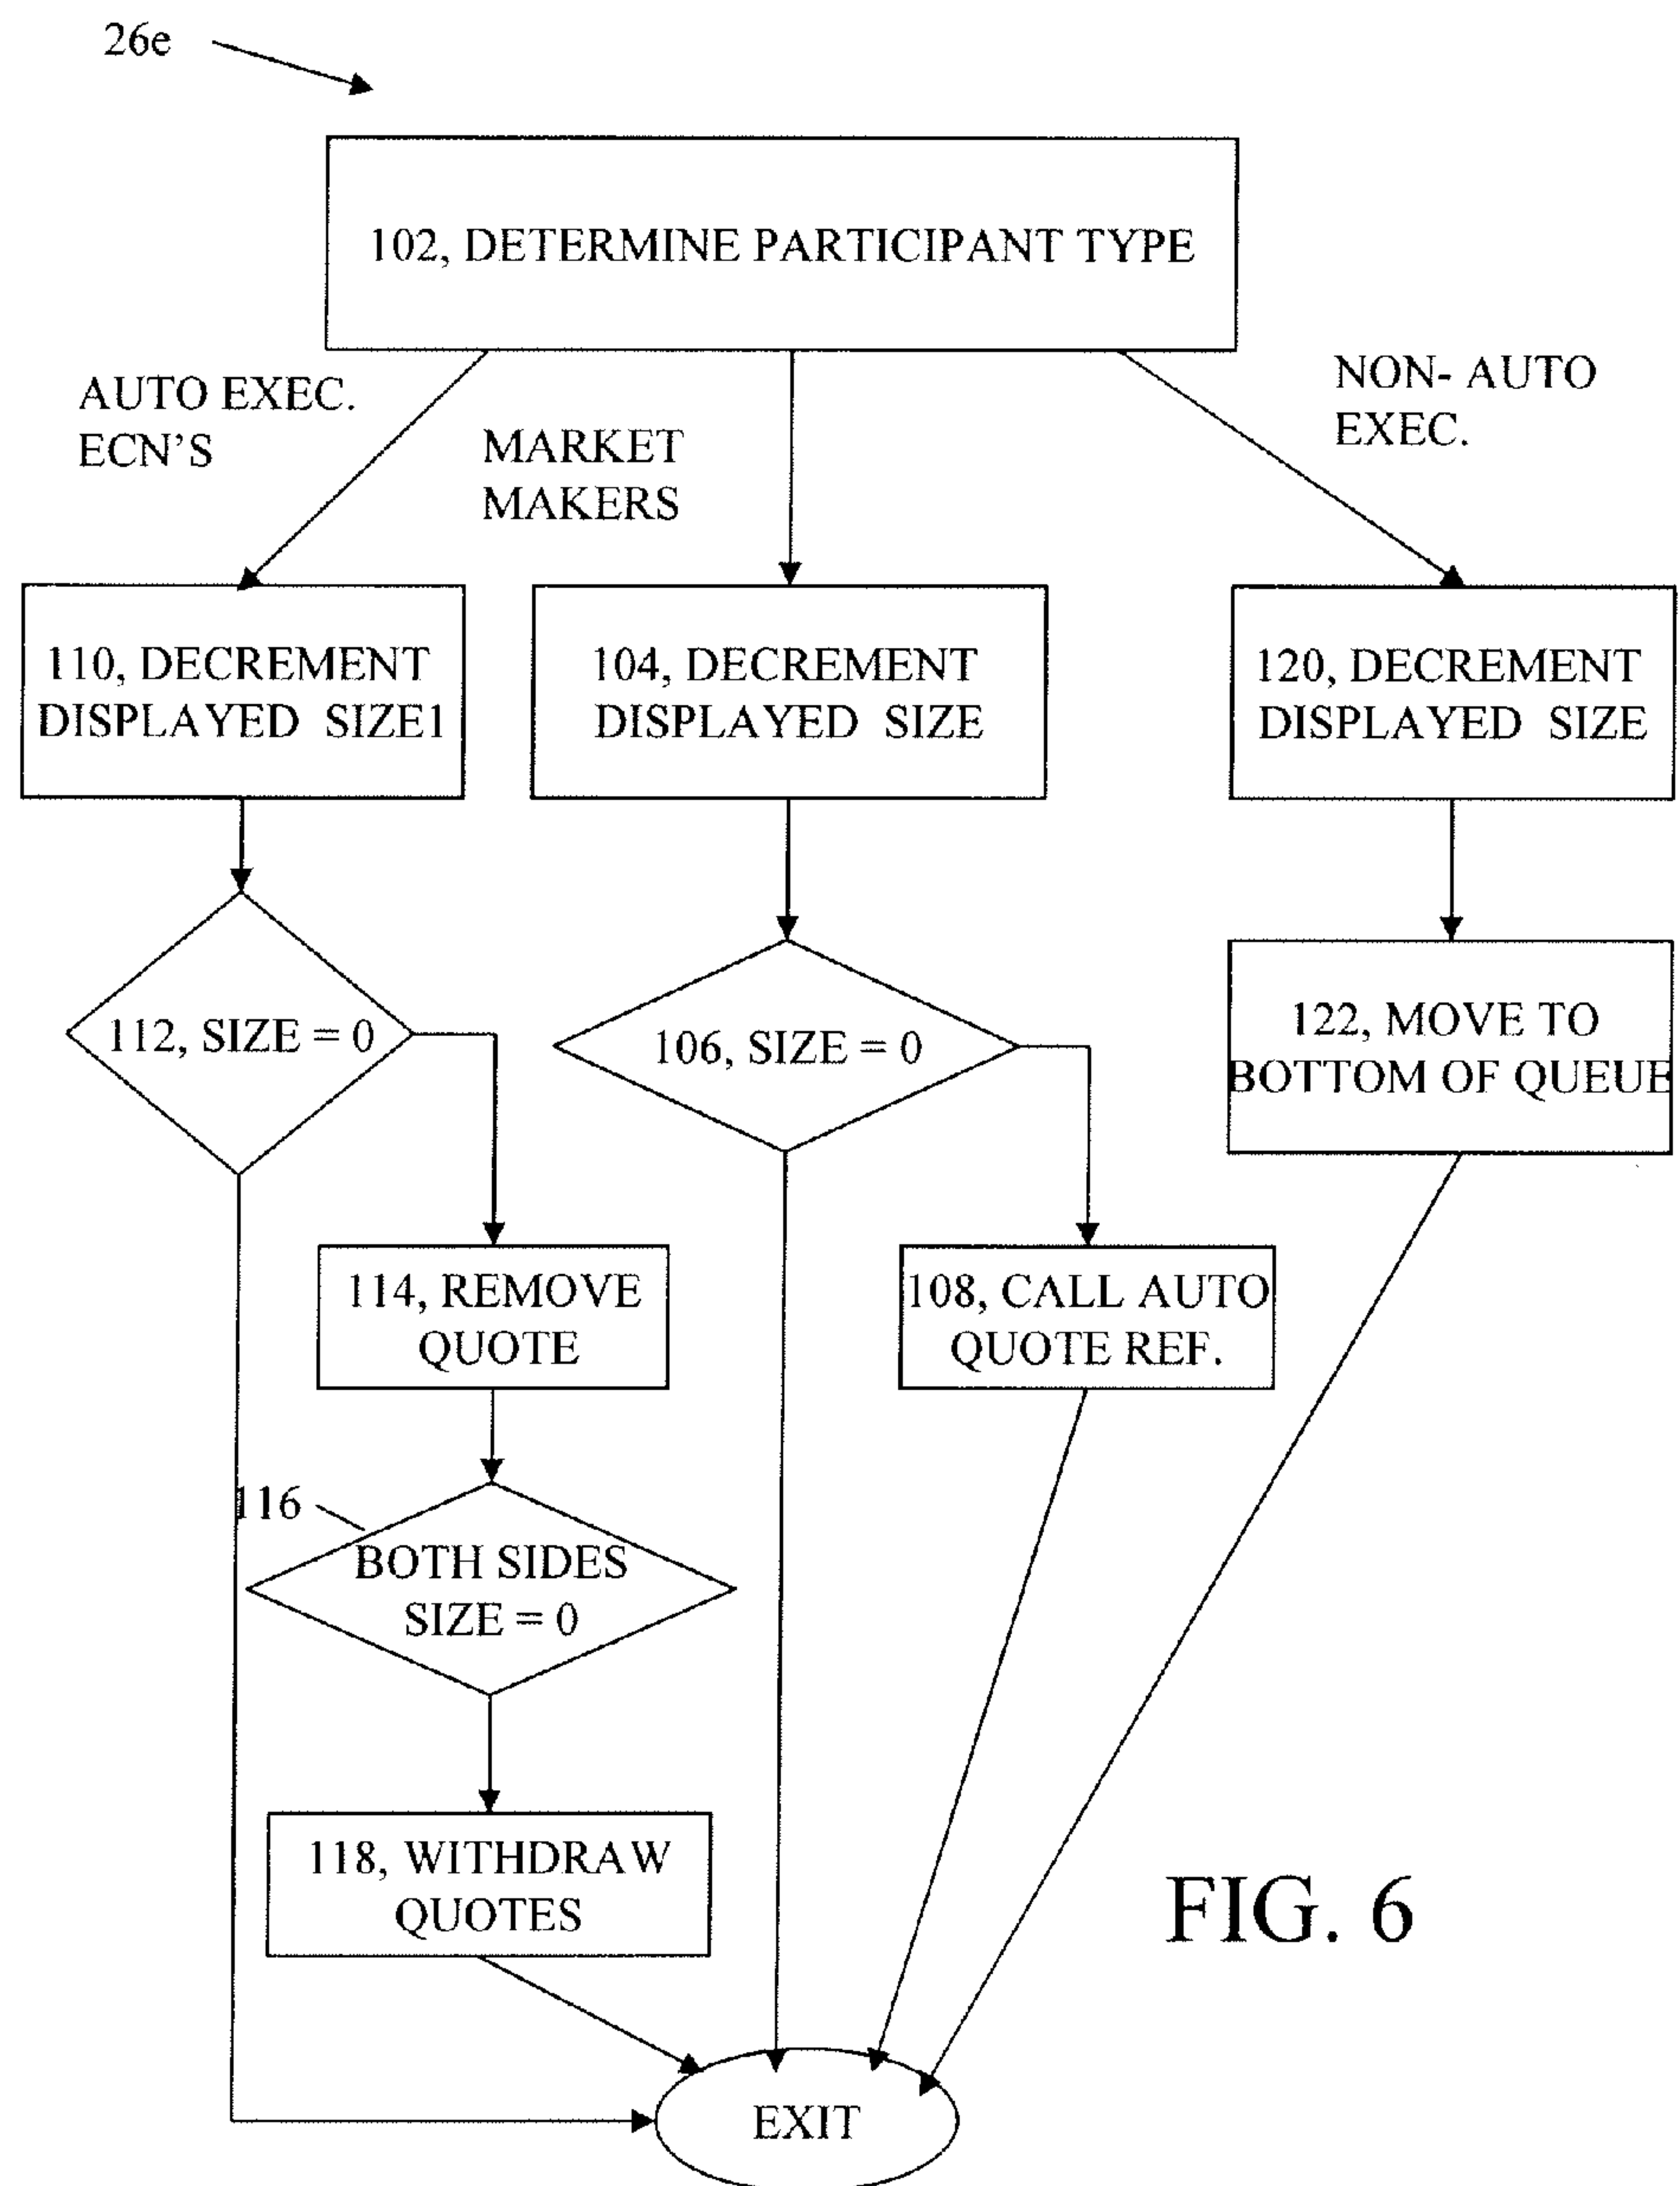 26e
102, DETERMINE PARTICIPANT TYPE
AUTO EXEC.
ECN'S
MARKET
MAKERS
NON- AUTO
EXEC.
110, DECREMENT
DISPLAYED SIZE1
104, DECREMENT
DISPLAYED SIZE
120, DECREMENT
DISPLAYED SIZE
112, SIZE = 0
106, SIZE = 0
122, MOVE TO
BOTTOM OF QUEUE
114, REMOVE
QUOTE
108, CALL AUTO
QUOTE REF.
116
BOTH SIDES
SIZE = 0
118, WITHDRAW
QUOTES
FIG. 6
EXIT